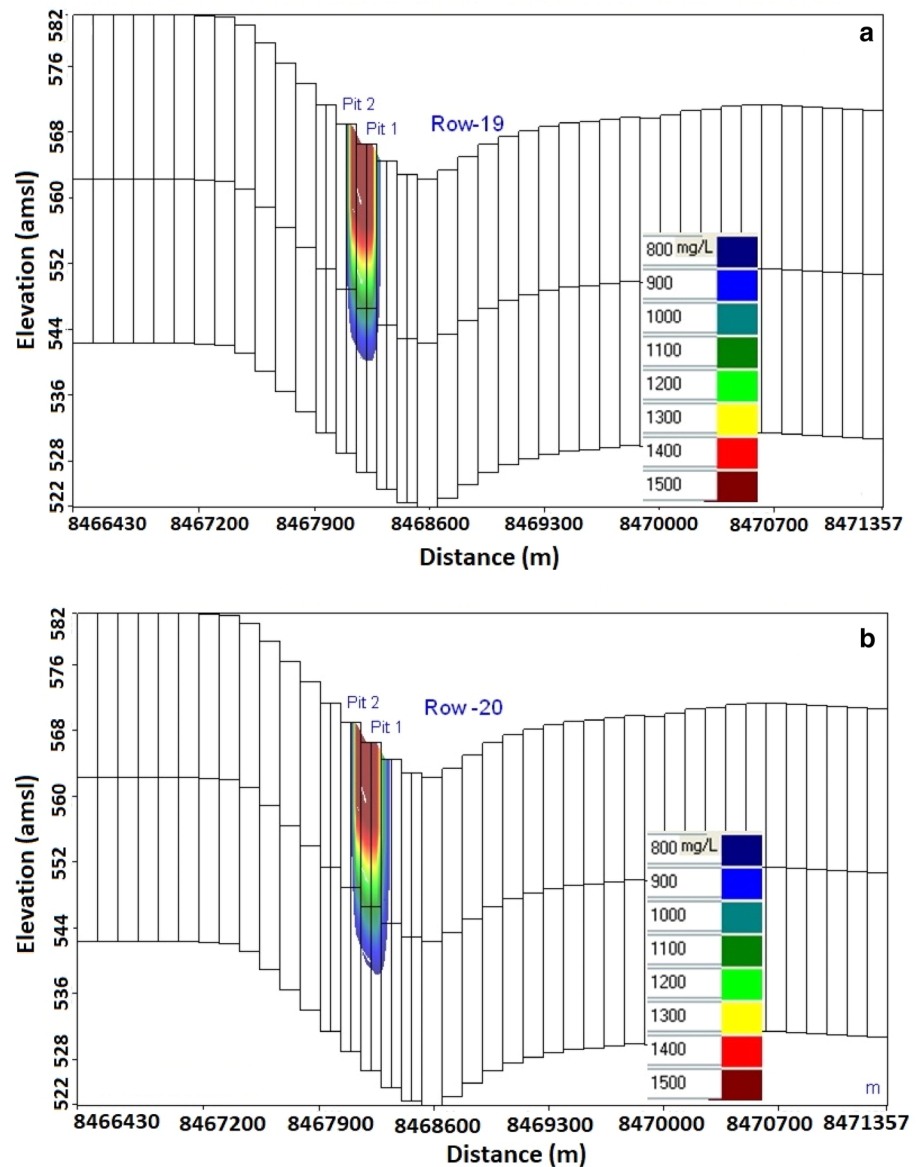 a
582
576
568
560
552
544
536
528
522
Elevation (amsl)
Pit 2
Pit 1
Row-19
800 mg/L
900
1000
1100
1200
1300
1400
1500
8466430 8467200 8467900 8468600 8469300 8470000 8470700 8471357
Distance (m)
b
582
576
568
560
552
544
536
528
522
Elevation (amsl)
Pit 2
Pit 1
Row -20
800 mg/L
900
1000
1100
1200
1300
1400
1500
m
8466430 8467200 8467900 8468600 8469300 8470000 8470700 8471357
Distance (m)